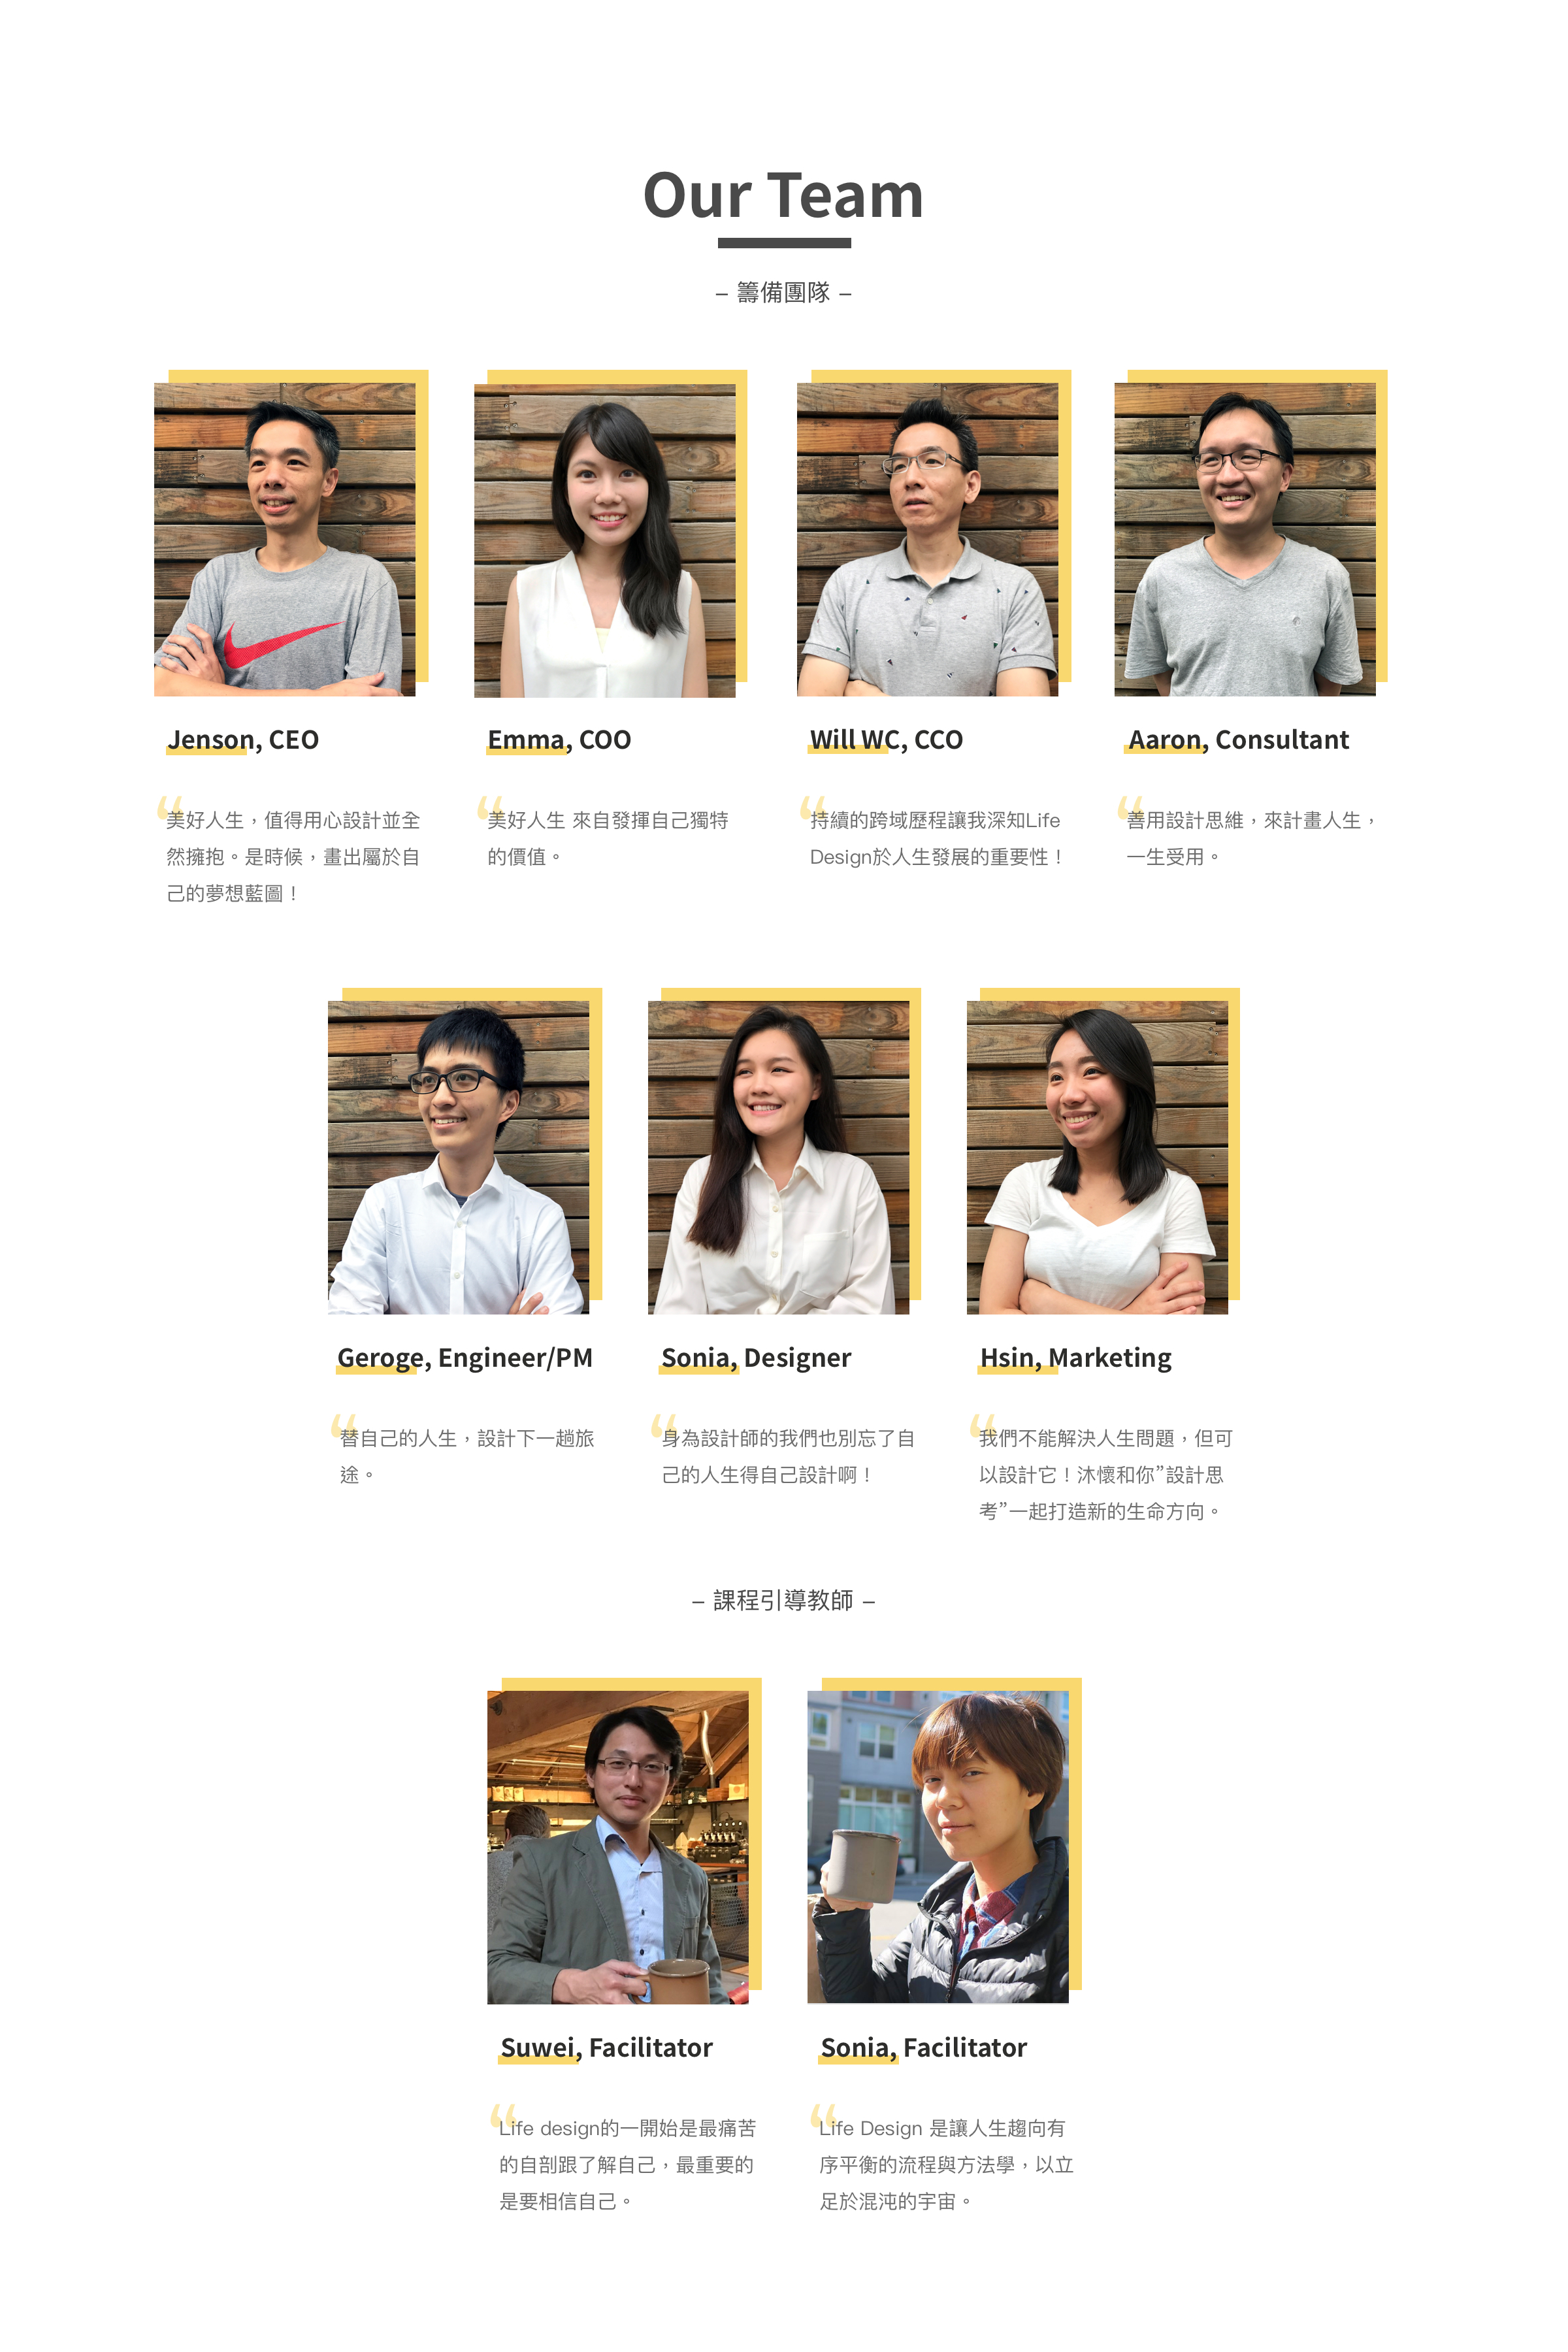 Our Team
– 籌備團隊 –
Jenson, CEO
“
美好人生，值得用心設計並全
然擁抱。是時候，畫出屬於自
己的夢想藍圖！
Emma, COO
“
美好人生 來自發揮自己獨特
的價值。
Will WC, CCO
“
持續的跨域歷程讓我深知Life
Design於人生發展的重要性！
Aaron, Consultant
“
善用設計思維，來計畫人生，
一生受用。
Geroge, Engineer/PM
“
替自己的人生，設計下一趟旅
途。
Sonia, Designer
“
身為設計師的我們也別忘了自
己的人生得自己設計啊！
Hsin, Marketing
“
我們不能解決人生問題，但可
以設計它！沐懷和你”設計思
考”一起打造新的生命方向。
– 課程引導教師 –
Suwei, Facilitator
“
Life design的一開始是最痛苦
的自剖跟了解自己，最重要的
是要相信自己。
Sonia, Facilitator
“
Life Design 是讓人生趨向有
序平衡的流程與方法學，以立
足於混沌的宇宙。